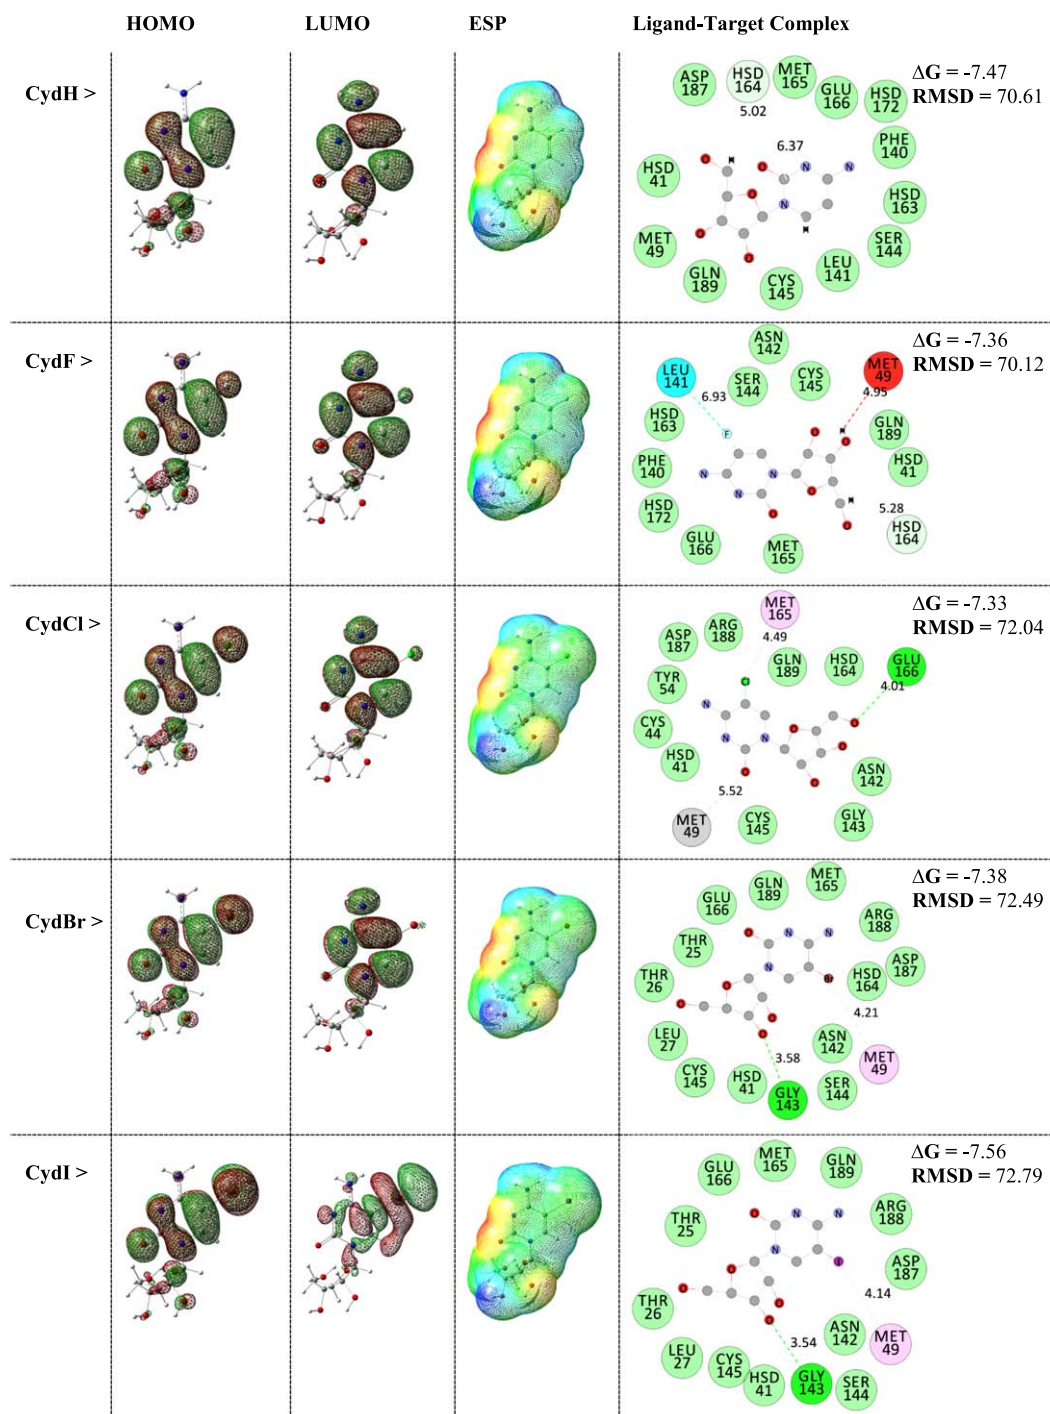 HOMO LUMO ESP Ligand-Target Complex
CydH >
ASP 187
HSD 164
MET 165
GLU 166
HSD 172
PHE 140
HSD 163
SER 144
LEU 141
CYS 145
GLN 189
MET 49
HSD 41
5.02
6.37
O O N N N O O O
ΔG = -7.47
RMSD = 70.61
CydF >
LEU 141
ASN 142
SER 144
CYS 145
MET 49
GLN 189
HSD 41
HSD 164
MET 165
GLU 166
HSD 172
PHE 140
HSD 163
6.93
4.95
5.28
F N N N O O O O O
ΔG = -7.36
RMSD = 70.12
CydCl >
MET 165
ARG 188
ASP 187
TYR 54
CYS 44
HSD 41
MET 49
CYS 145
GLY 143
ASN 142
GLU 166
HSD 164
GLN 189
4.49
4.01
5.52
Cl N N N O O O O O
ΔG = -7.33
RMSD = 72.04
CydBr >
GLU 166
GLN 189
MET 165
ARG 188
ASP 187
HSD 164
THR 25
THR 26
LEU 27
CYS 145
HSD 41
GLY 143
SER 144
ASN 142
MET 49
4.21
3.58
O N N N Br O O O O
ΔG = -7.38
RMSD = 72.49
CydI >
GLU 166
MET 165
GLN 189
ARG 188
ASP 187
THR 25
THR 26
LEU 27
CYS 145
HSD 41
GLY 143
SER 144
ASN 142
MET 49
4.14
3.54
O N N N I O O O O
ΔG = -7.56
RMSD = 72.79